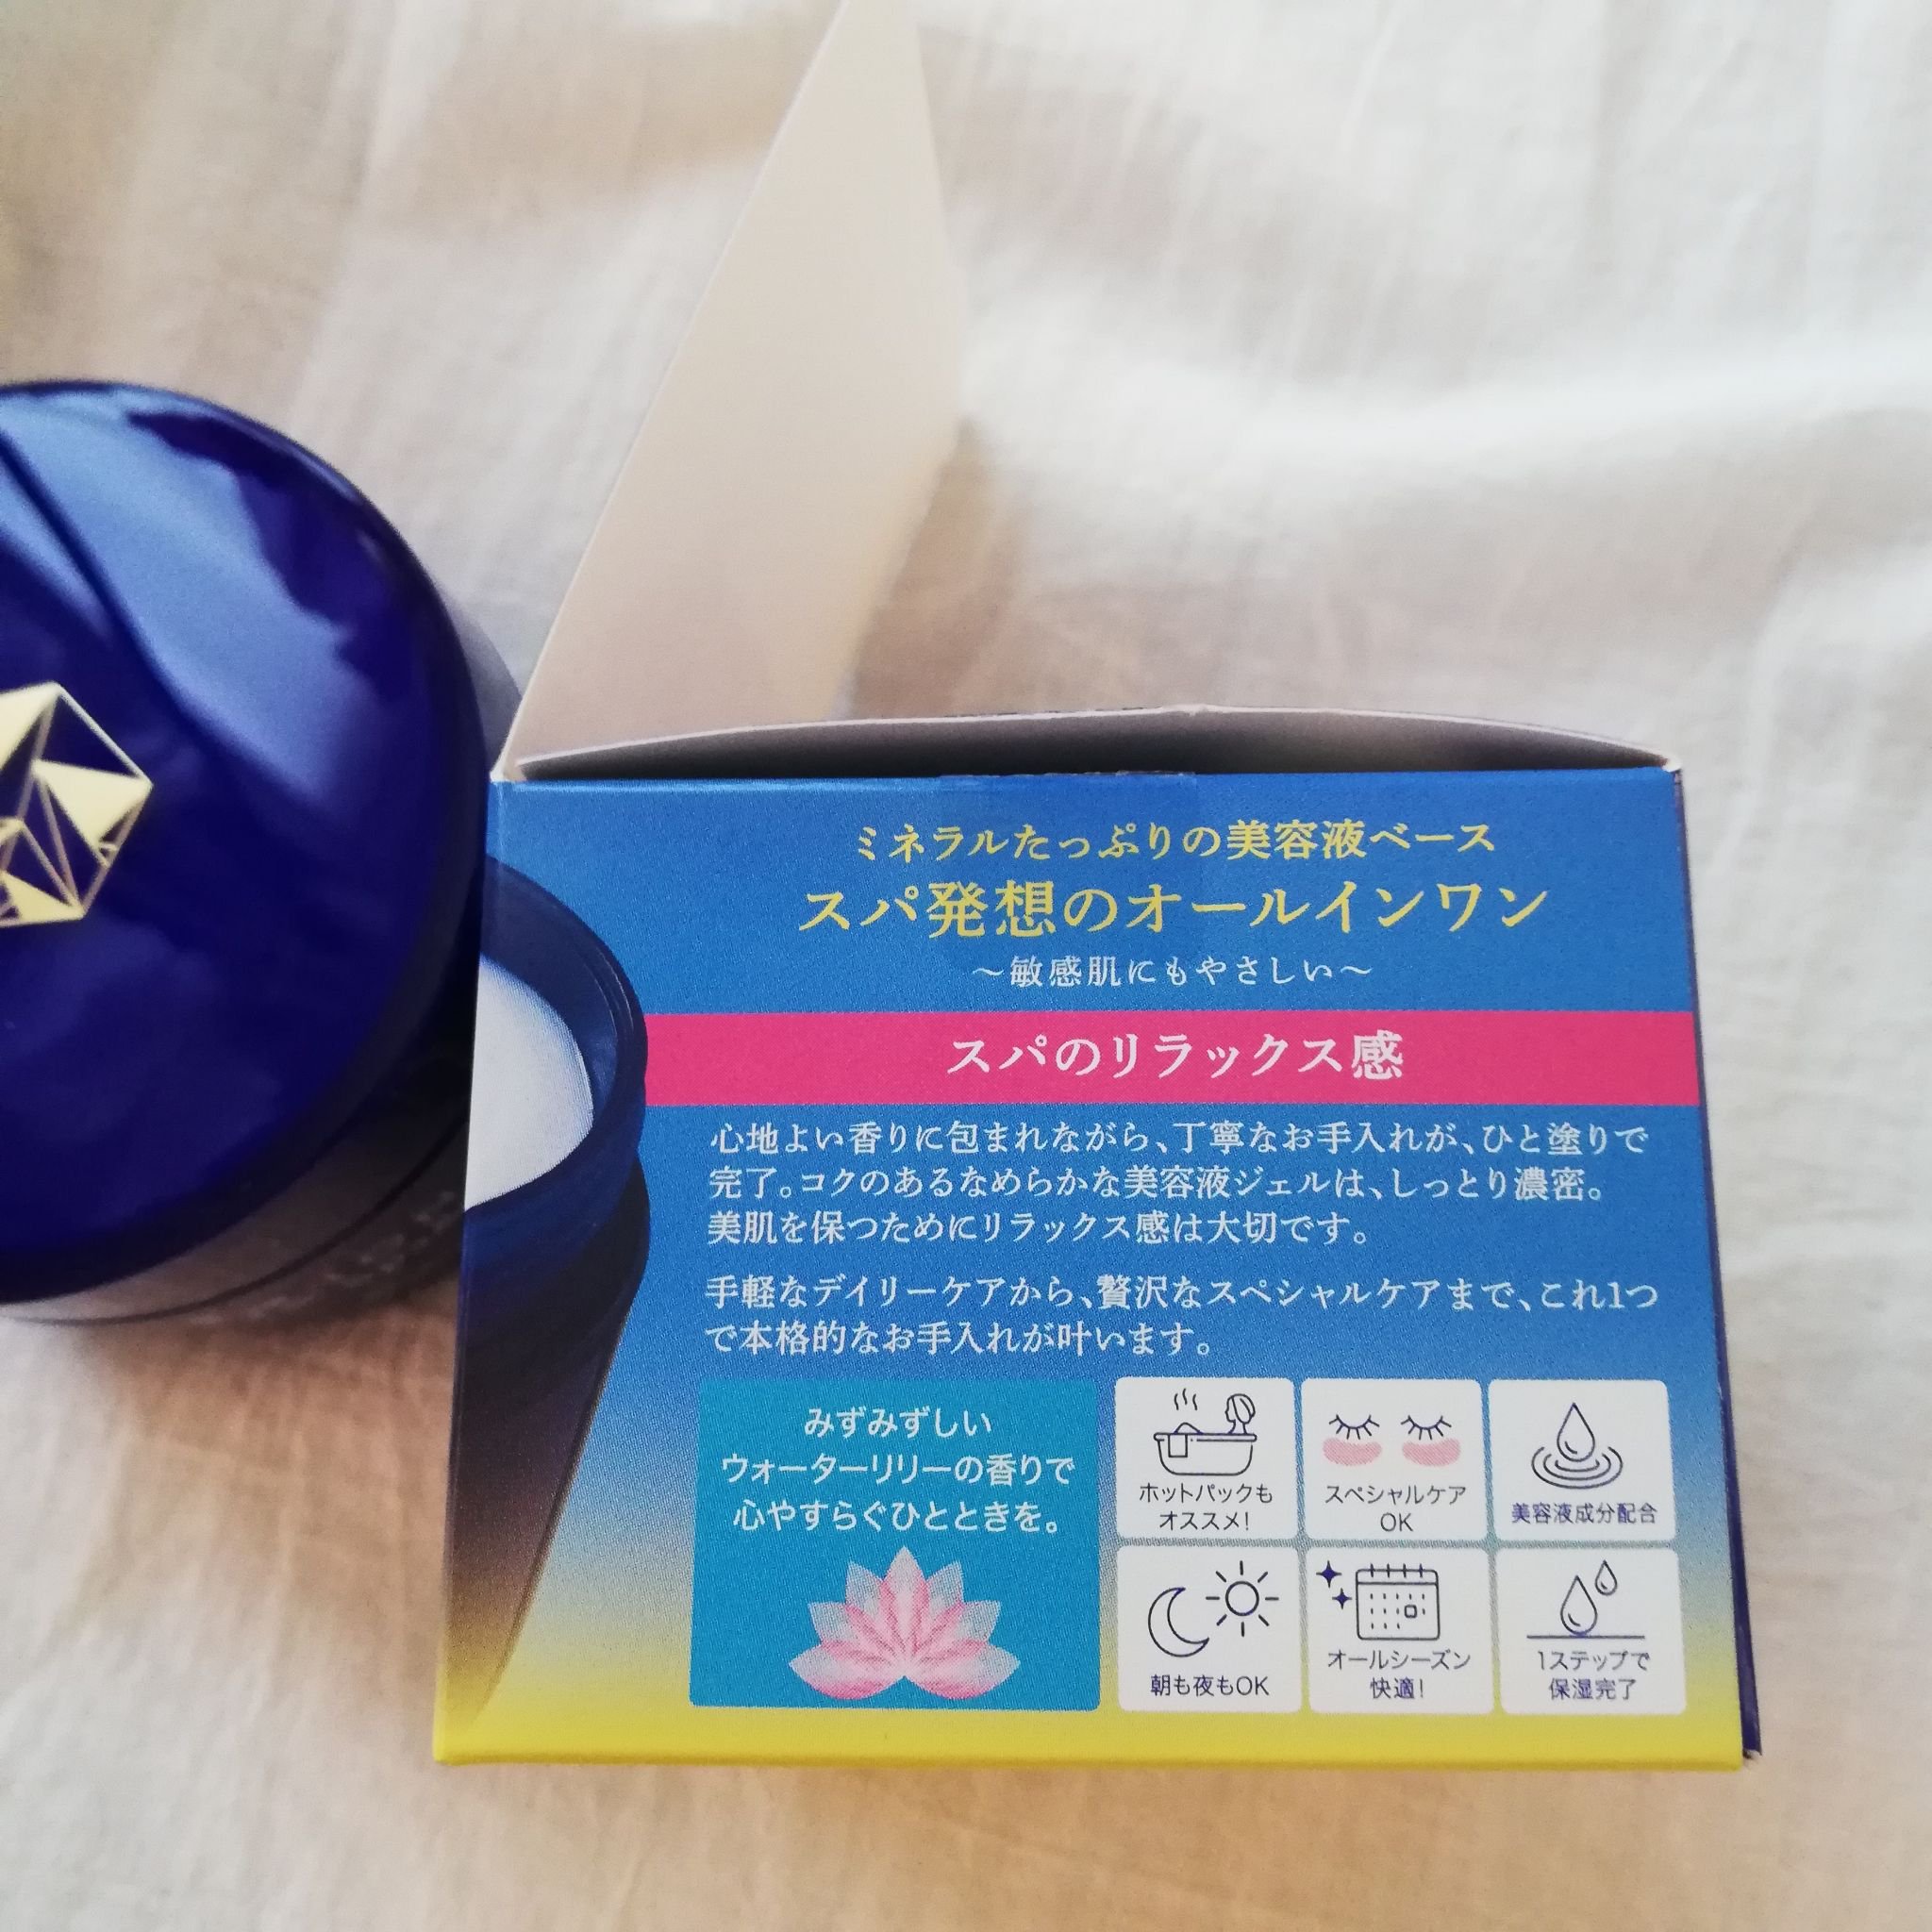 ミネラルたっぷりの美容液ベース
スパ発想のオールインワン
～敏感肌にもやさしい～
スパのリラックス感
心地よい香りに包まれながら、丁寧なお手入れが、ひと塗りで
完了。コクのあるなめらかな美容液ジェルは、しっとり濃密。
美肌を保つためにリラックス感は大切です。
手軽なデイリーケアから、贅沢なスペシャルケアまで、これ1つ
で本格的なお手入れが叶います。
みずみずしい
ウォーターリリーの香りで
心やすらぐひとときを。
ホットパックも
オススメ!
スペシャルケア
OK
美容液成分配合
朝も夜もOK
オールシーズン
快適!
1ステップで
保湿完了